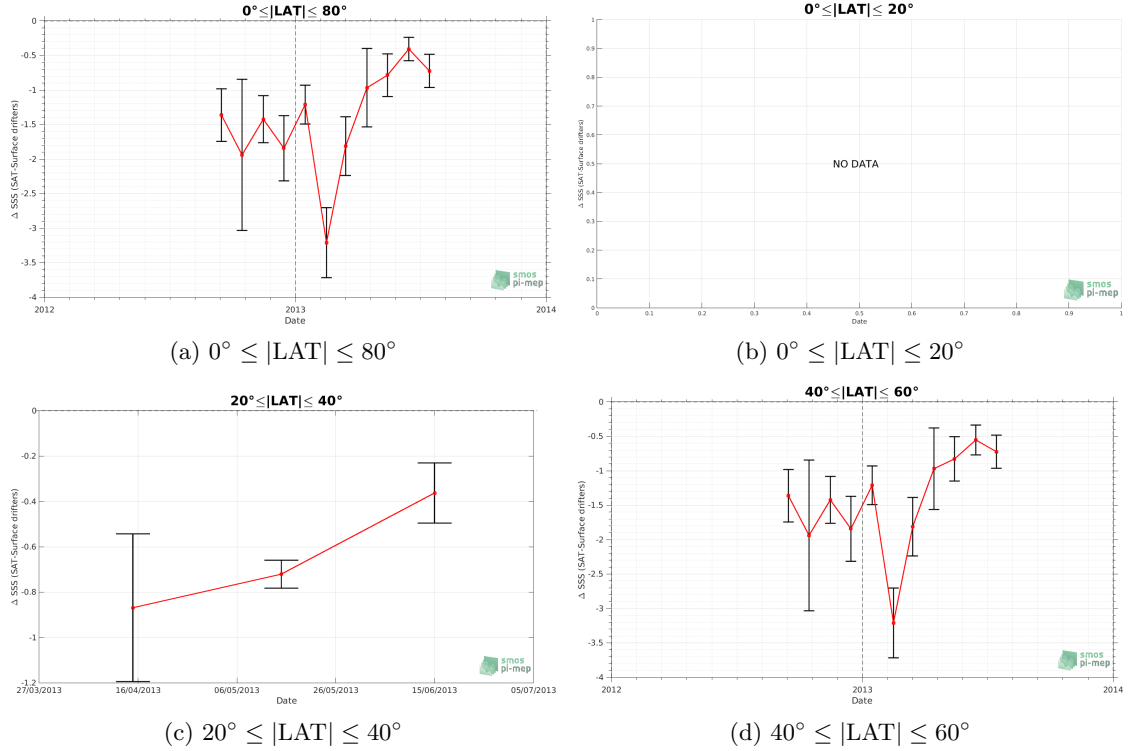 0°≤|LAT|≤ 80°
0
-0.5
-1
-1.5
-2
-2.5
-3
-3.5
-4
Δ SSS (SAT-Surface drifters)
2012 2013 2014
Date
smos
pi-mep
(a) 0° ≤ |LAT| ≤ 80°
0°≤|LAT|≤ 20°
1
0.9
0.8
0.7
0.6
0.5
0.4
0.3
0.2
0.1
0
Δ SSS (SAT-Surface drifters)
NO DATA
0 0.1 0.2 0.3 0.4 0.5 0.6 0.7 0.8 0.9 1
Date
smos
pi-mep
(b) 0° ≤ |LAT| ≤ 20°
20°≤|LAT|≤ 40°
0
-0.2
-0.4
-0.6
-0.8
-1
-1.2
Δ SSS (SAT-Surface drifters)
27/03/2013 16/04/2013 06/05/2013 26/05/2013 15/06/2013 05/07/2013
Date
smos
pi-mep
(c) 20° ≤ |LAT| ≤ 40°
40°≤|LAT|≤ 60°
0
-0.5
-1
-1.5
-2
-2.5
-3
-3.5
-4
Δ SSS (SAT-Surface drifters)
2012 2013 2014
Date
smos
pi-mep
(d) 40° ≤ |LAT| ≤ 60°